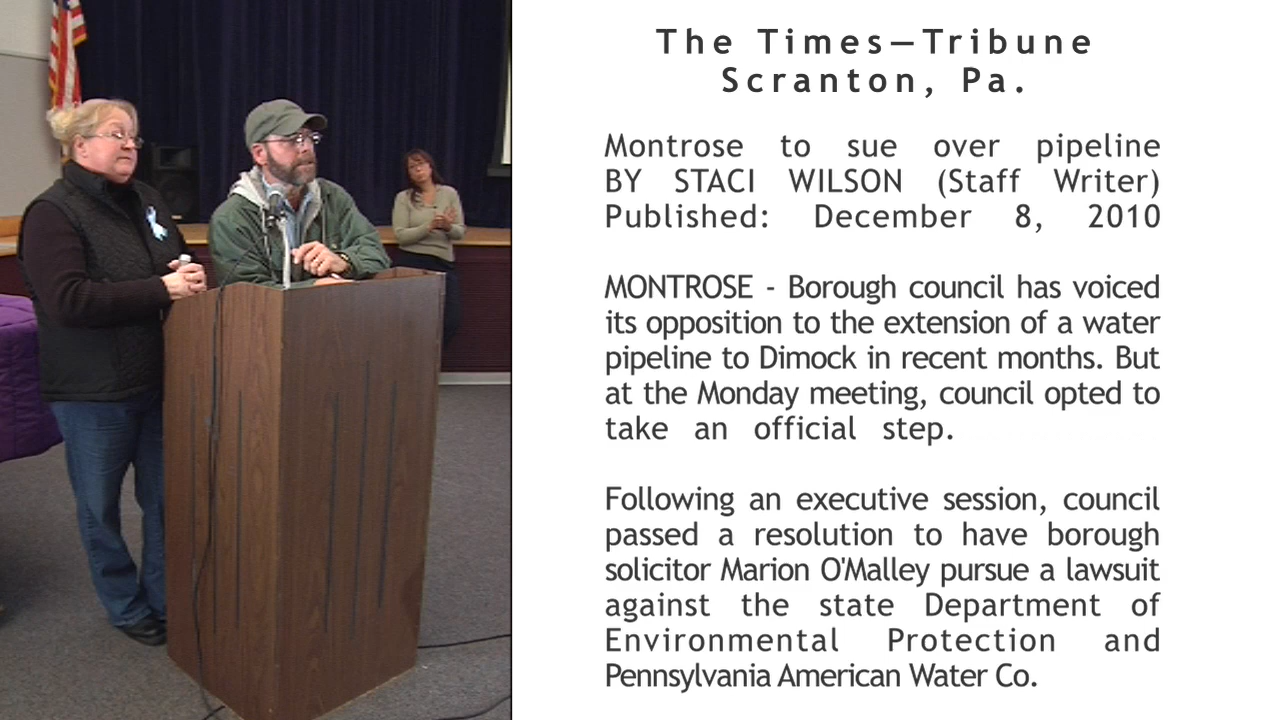 The Times—Tribune
Scranton, Pa.
Montrose to sue over pipeline
BY STACI WILSON (Staff Writer)
Published: December 8, 2010
MONTROSE - Borough council has voiced
its opposition to the extension of a water
pipeline to Dimock in recent months. But
at the Monday meeting, council opted to
take an official step.
Following an executive session, council
passed a resolution to have borough
solicitor Marion O'Malley pursue a lawsuit
against the state Department of
Environmental Protection and
Pennsylvania American Water Co.